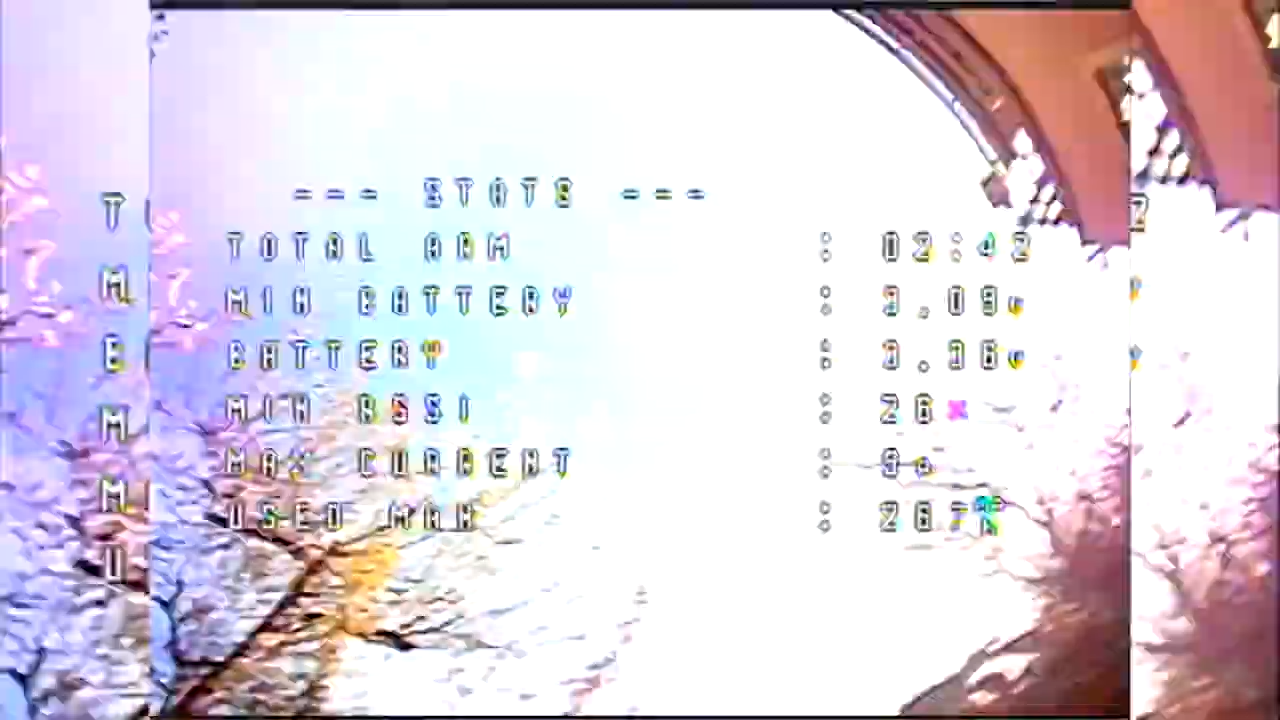 --- STATS ---
TOTAL ARM : 02:42
MIN BATTERY : 3.09v
BATTERY : 3.36v
MIN RSSI : 26%
MAX CURRENT : 9A
USED MAH : 267